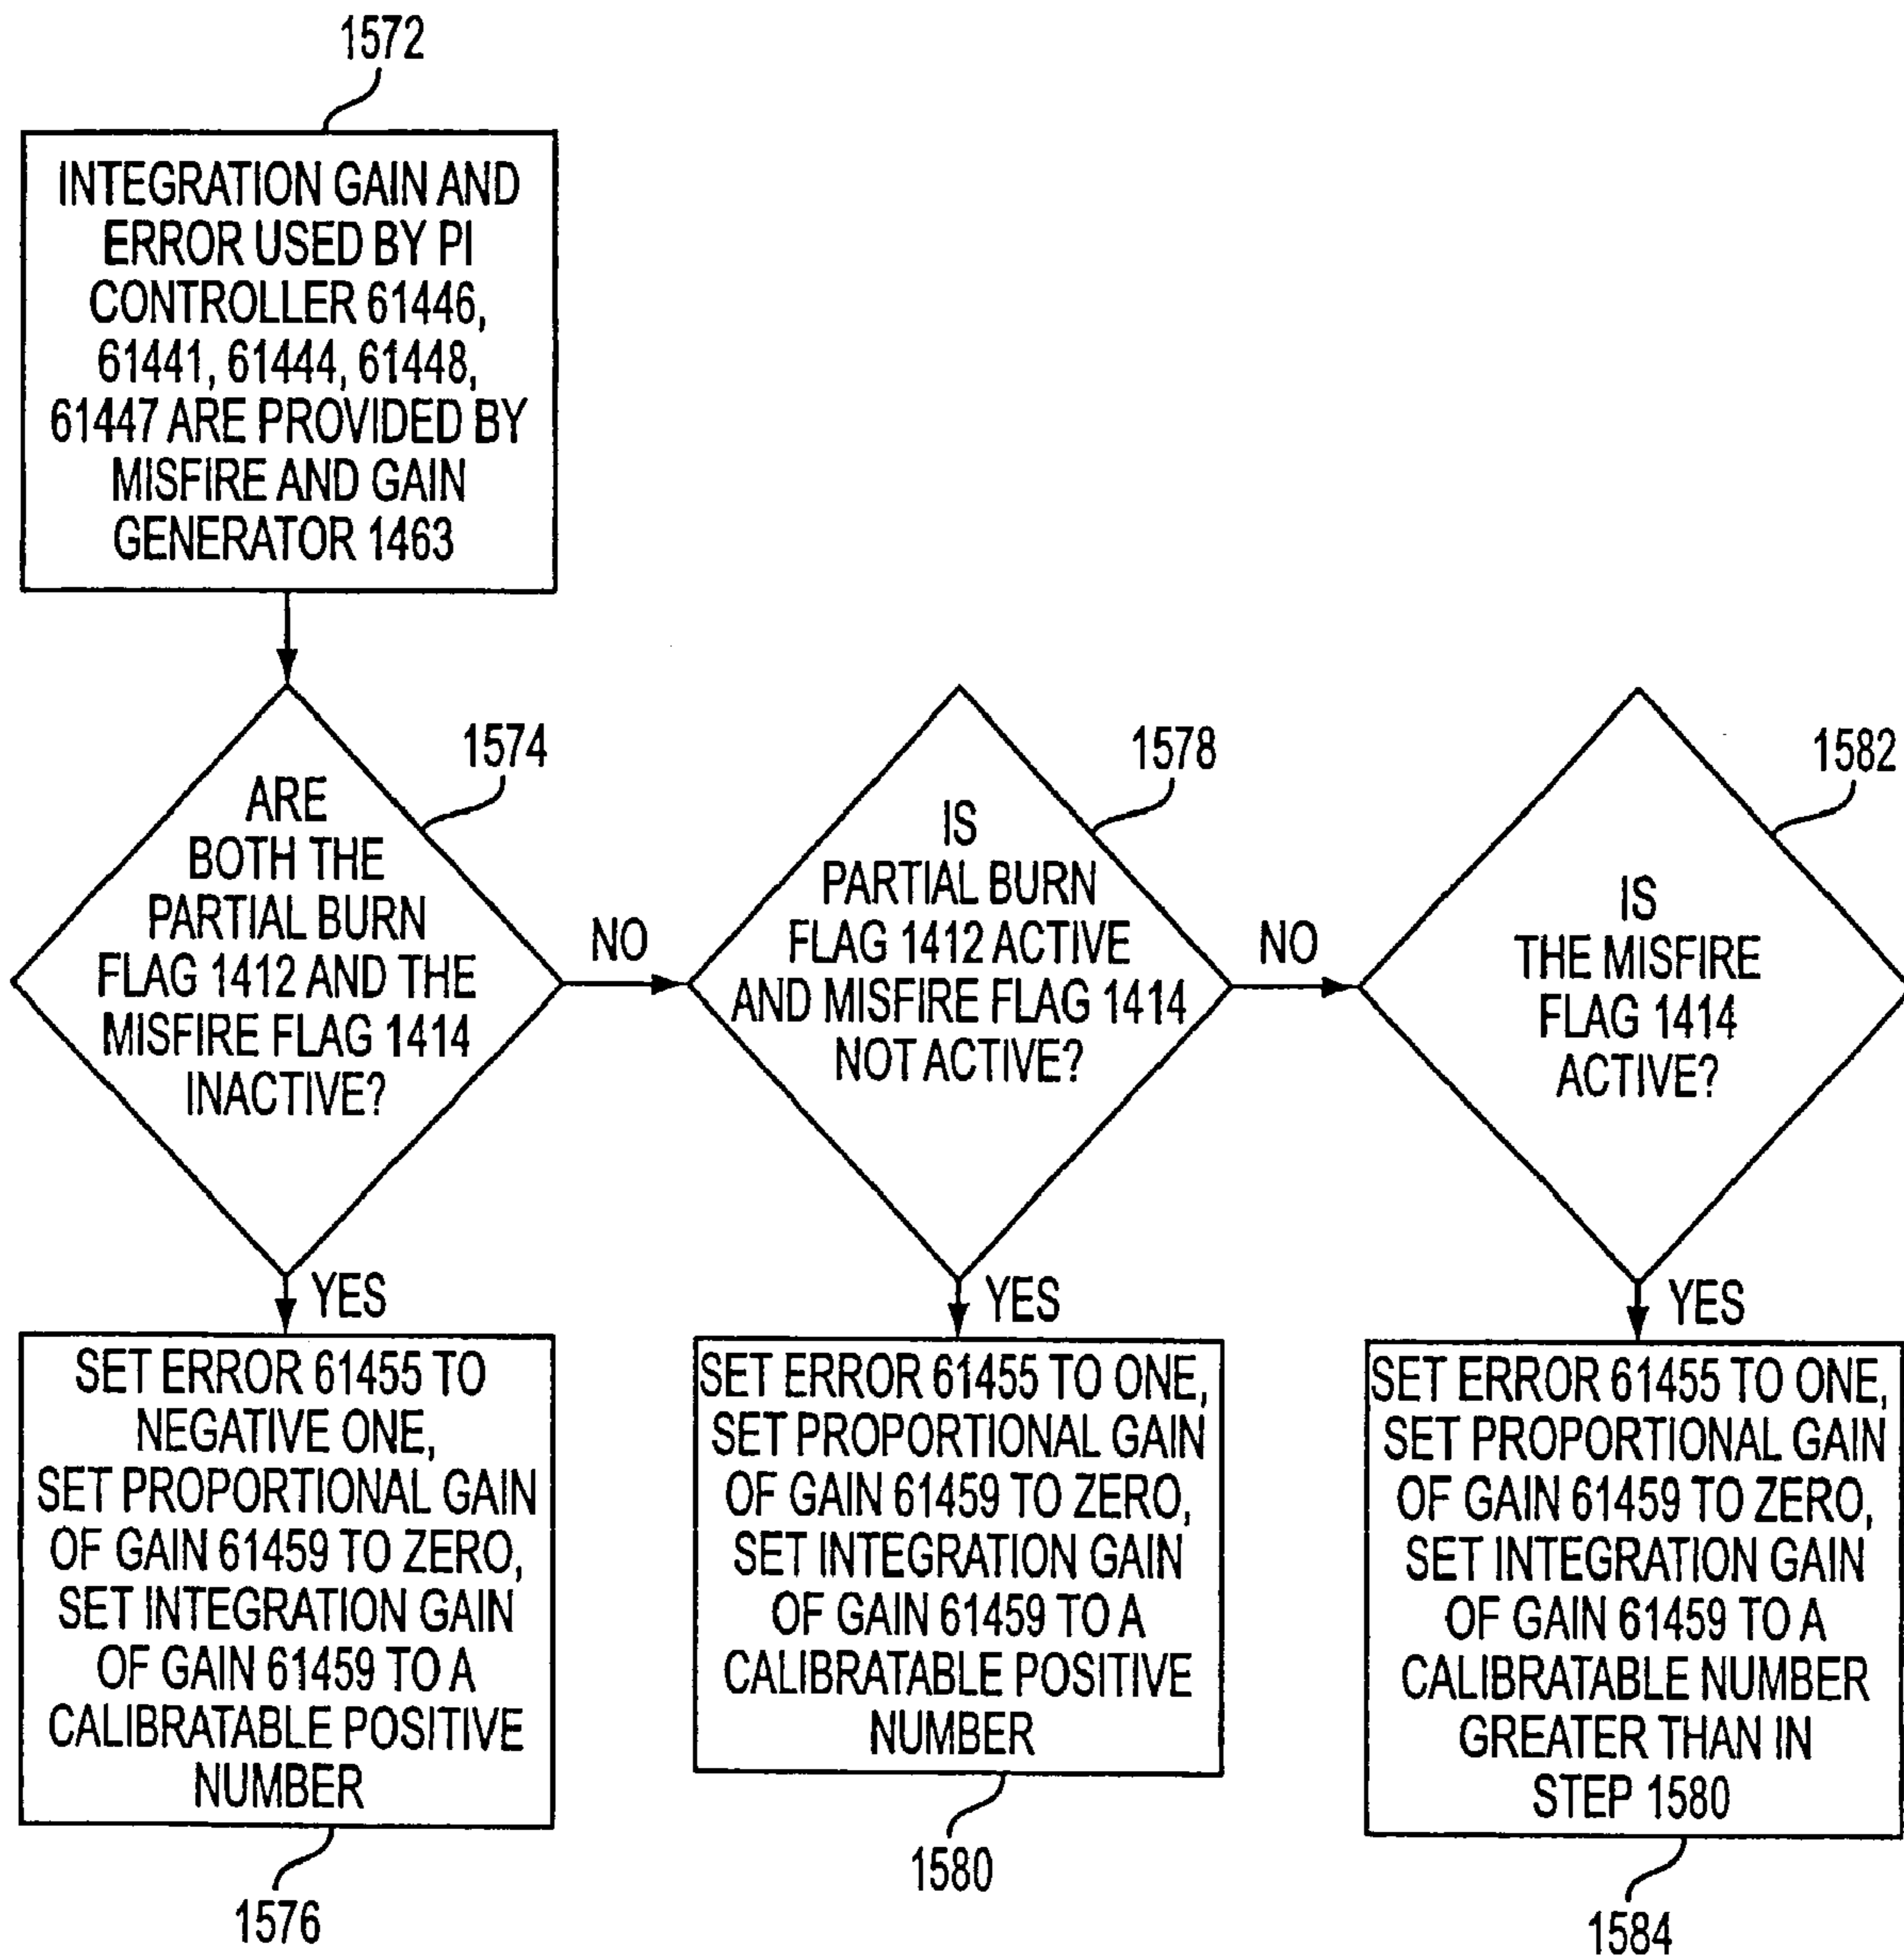 1572
INTEGRATION GAIN AND
ERROR USED BY PI
CONTROLLER 61446,
61441, 61444, 61448,
61447 ARE PROVIDED BY
MISFIRE AND GAIN
GENERATOR 1463
1574
ARE
BOTH THE
PARTIAL BURN
FLAG 1412 AND THE
MISFIRE FLAG 1414
INACTIVE?
NO
1578
IS
PARTIAL BURN
FLAG 1412 ACTIVE
AND MISFIRE FLAG 1414
NOT ACTIVE?
NO
1582
IS
THE MISFIRE
FLAG 1414
ACTIVE?
YES
SET ERROR 61455 TO
NEGATIVE ONE,
SET PROPORTIONAL GAIN
OF GAIN 61459 TO ZERO,
SET INTEGRATION GAIN
OF GAIN 61459 TO A
CALIBRATABLE POSITIVE
NUMBER
1576
YES
SET ERROR 61455 TO ONE,
SET PROPORTIONAL GAIN
OF GAIN 61459 TO ZERO,
SET INTEGRATION GAIN
OF GAIN 61459 TO A
CALIBRATABLE POSITIVE
NUMBER
1580
YES
SET ERROR 61455 TO ONE,
SET PROPORTIONAL GAIN
OF GAIN 61459 TO ZERO,
SET INTEGRATION GAIN
OF GAIN 61459 TO A
CALIBRATABLE NUMBER
GREATER THAN IN
STEP 1580
1584